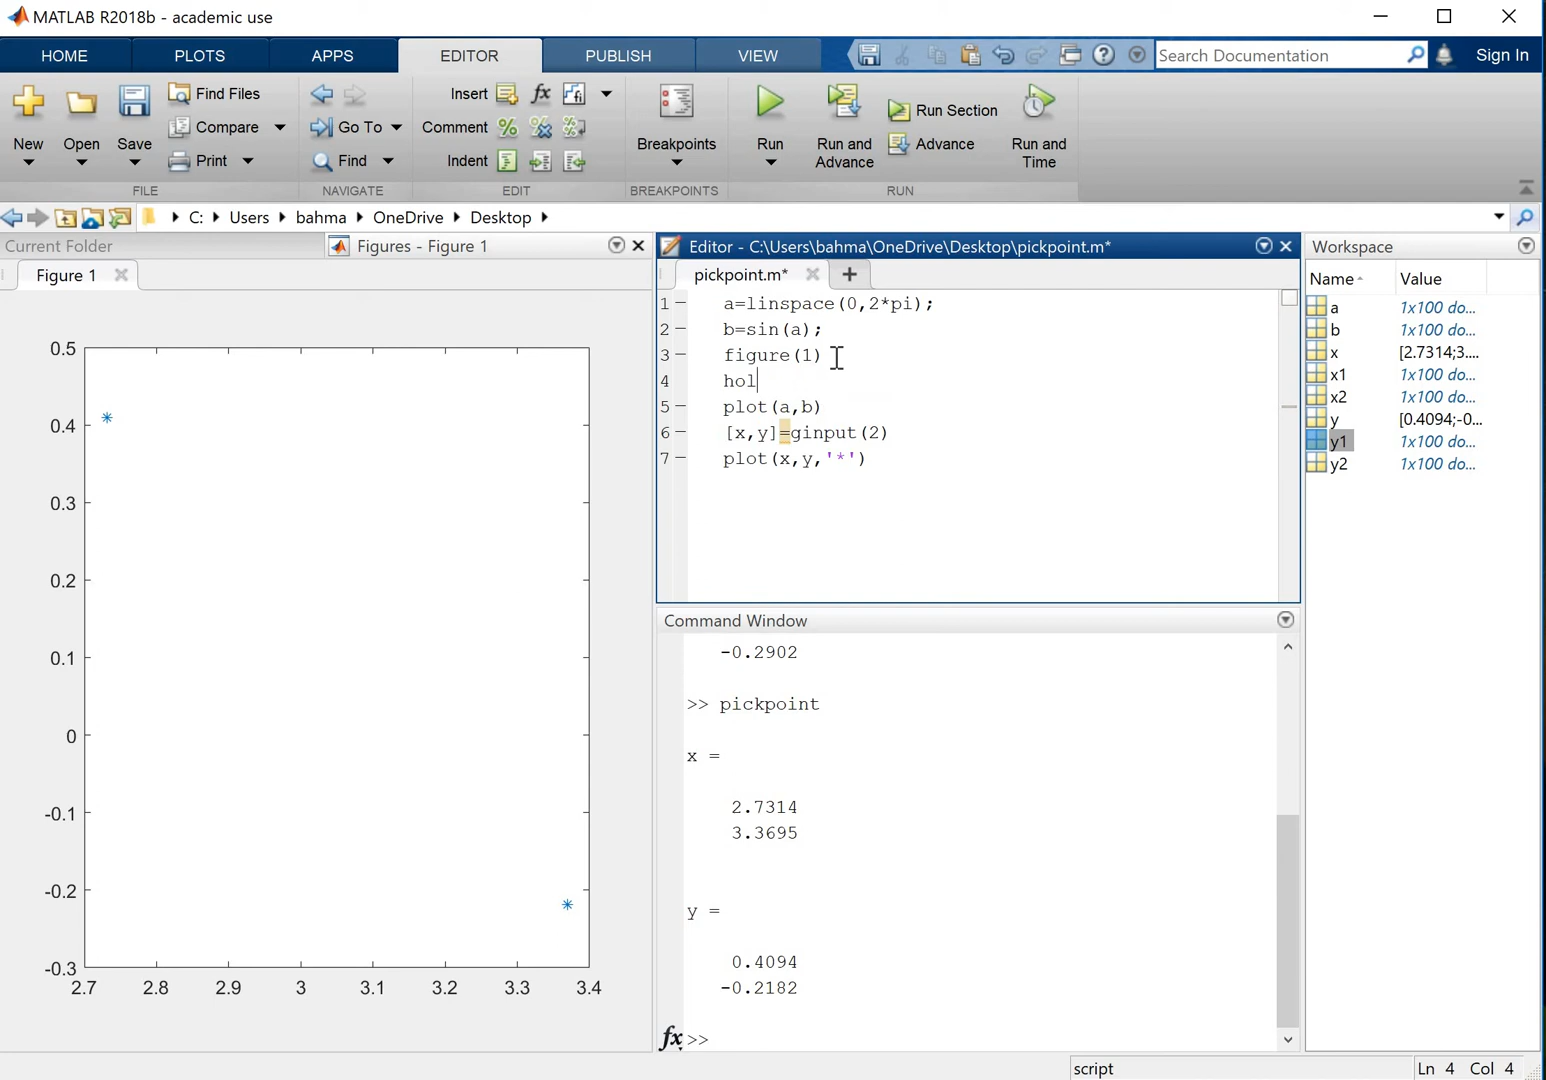 MATLAB R2018b - academic use
HOME PLOTS APPS EDITOR PUBLISH VIEW Search Documentation Sign In
New Open Save Find Files Compare Print
Go To Find
Insert fx Comment Indent
Breakpoints
Run Run and Advance Run Section Advance Run and Time
FILE NAVIGATE EDIT BREAKPOINTS RUN
C: Users bahma OneDrive Desktop
Current Folder
Figures - Figure 1
Figure 1
0.5
0.4
0.3
0.2
0.1
0
-0.1
-0.2
-0.3
2.7 2.8 2.9 3 3.1 3.2 3.3 3.4
Editor - C:\Users\bahma\OneDrive\Desktop\pickpoint.m*
pickpoint.m*
1 a=linspace(0,2*pi);
2 b=sin(a);
3 figure(1)
4 hol
5 plot(a,b)
6 [x,y]=ginput(2)
7 plot(x,y,'*')
Command Window
-0.2902
>> pickpoint
x =
2.7314
3.3695
y =
0.4094
-0.2182
fx >>
Workspace
Name Value
a 1x100 do...
b 1x100 do...
x [2.7314;3....
x1 1x100 do...
x2 1x100 do...
y [0.4094;-0...
y1 1x100 do...
y2 1x100 do...
script Ln 4 Col 4